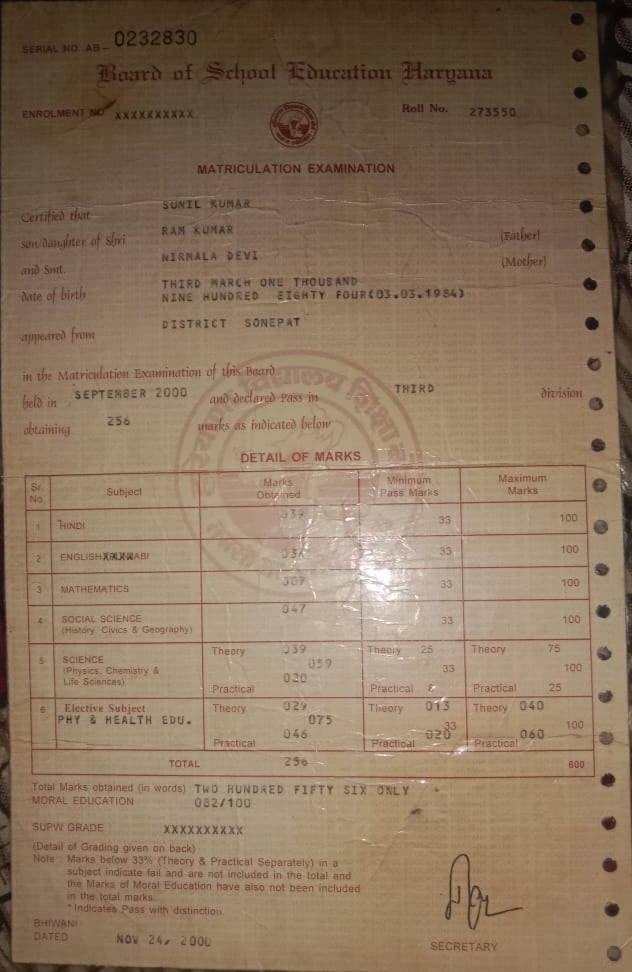 SERIAL NO. AB- 0232830
Board of School Education Haryana
ENROLMENT NO XXXXXXXXXX
Roll No. 273550
MATRICULATION EXAMINATION
Certified that SUNIL KUMAR
son/daughter of Shri RAM KUMAR (Father)
and Smt. NIRMALA DEVI (Mother)
date of birth THIRD MARCH ONE THOUSAND
NINE HUNDRED EIGHTY FOUR(03.03.1984)
appeared from DISTRICT SONEPAT
in the Matriculation Examination of this Board
held in SEPTEMBER 2000 and declared Pass in THIRD division
obtaining 256 marks as indicated below
DETAIL OF MARKS
Sr. No. Subject Marks Obtained Minimum Pass Marks Maximum Marks
1 HINDI 039 33 100
2 ENGLISH 33 100
3 MATHEMATICS 33 100
4 SOCIAL SCIENCE 047 33 100
(History, Civics & Geography)
5 SCIENCE Theory 039 Theory 25 Theory 75
(Physics, Chemistry & 059 33 100
Life Sciences) Practical 020 Practical 8 Practical 25
6 Elective Subject Theory 029 Theory 013 Theory 040
PHY & HEALTH EDU. 075 33 100
Practical 046 Practical 020 Practical 060
TOTAL 256 600
Total Marks obtained (in words) TWO HUNDRED FIFTY SIX ONLY
MORAL EDUCATION 082/100
SUPW GRADE XXXXXXXXXX
(Detail of Grading given on back)
Note : Marks below 33% (Theory & Practical Separately) in a
subject indicate fail and are not included in the total and
the Marks of Moral Education have also not been included
in the total marks.
* Indicates Pass with distinction.
BHIWANI
DATED NOV 24, 2000
SECRETARY